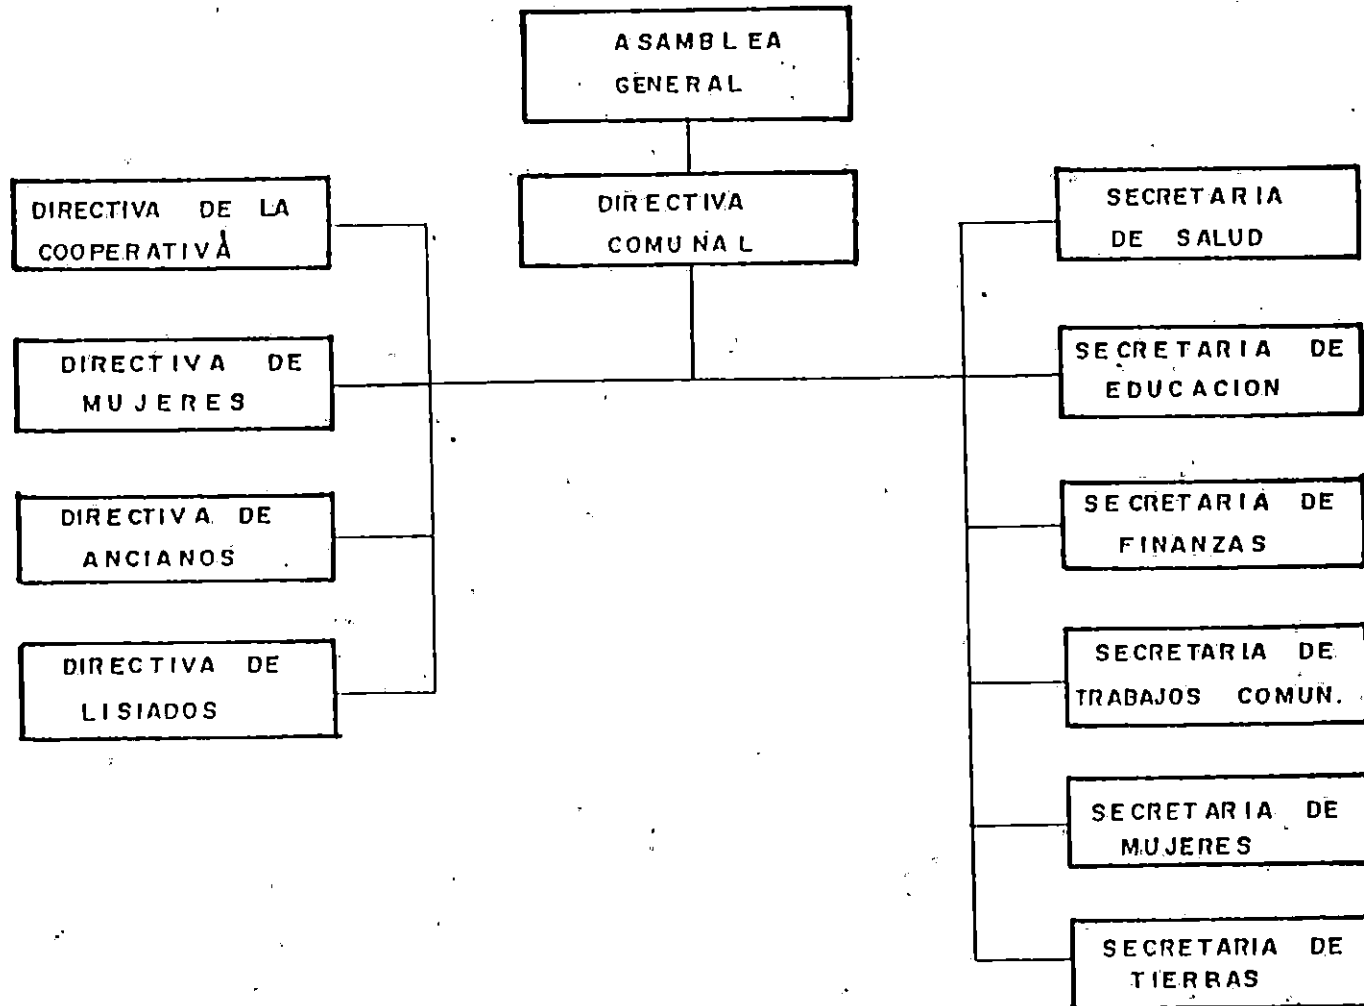 ASAMBLEA
GENERAL
DIRECTIVA
COMUNAL
DIRECTIVA DE LA
COOPERATIVA
DIRECTIVA DE
MUJERES
DIRECTIVA DE
ANCIANOS
DIRECTIVA DE
LISIADOS
SECRETARIA
DE SALUD
SECRETARIA DE
EDUCACION
SECRETARIA DE
FINANZAS
SECRETARIA DE
TRABAJOS COMUN.
SECRETARIA DE
MUJERES
SECRETARIA DE
TIERRAS